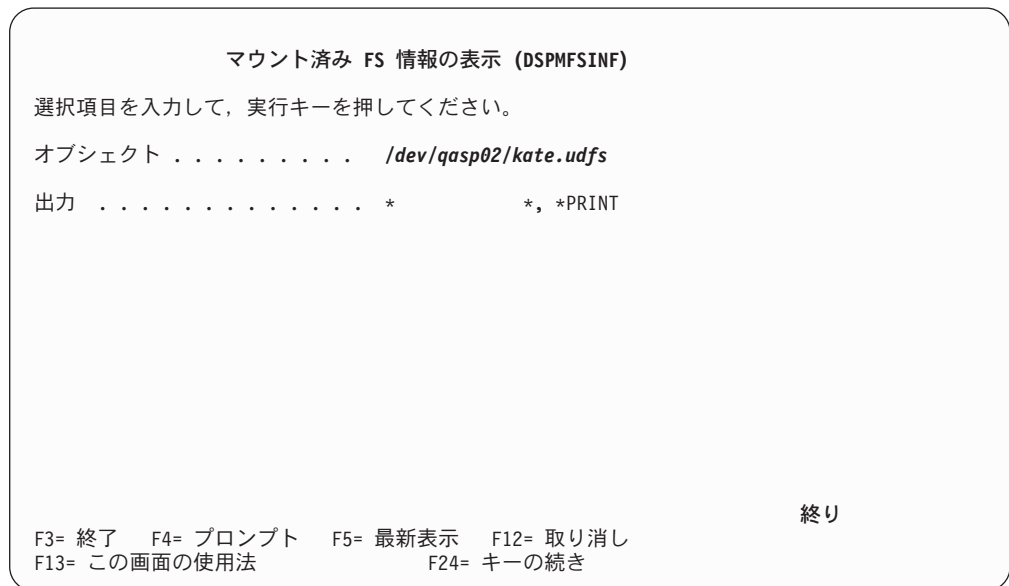 マウント済み FS 情報の表示 (DSPMFSINF)
選択項目を入力して，実行キーを押してください。
オブシェクト . . . . . . . . . /dev/qasp02/kate.udfs
出力 . . . . . . . . . . . . . * *, *PRINT
終り
F3= 終了 F4= プロンプト F5= 最新表示 F12= 取り消し
F13= この画面の使用法 F24= キーの続き